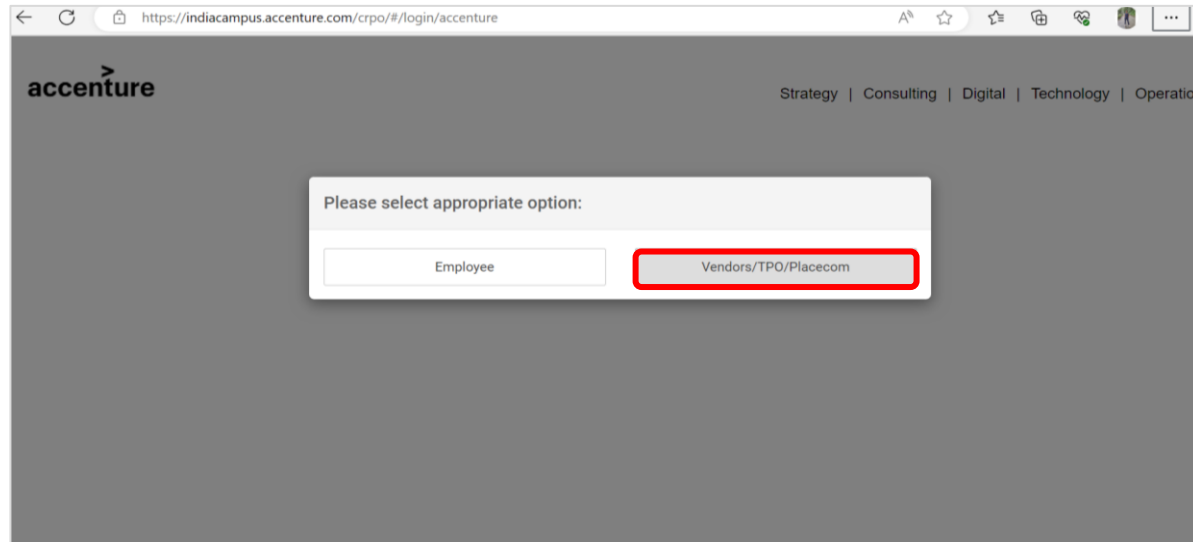 https://indiacampus.accenture.com/crpo/#/login/accenture
accenture
Strategy | Consulting | Digital | Technology | Operatio
Please select appropriate option:
Employee
Vendors/TPO/Placecom